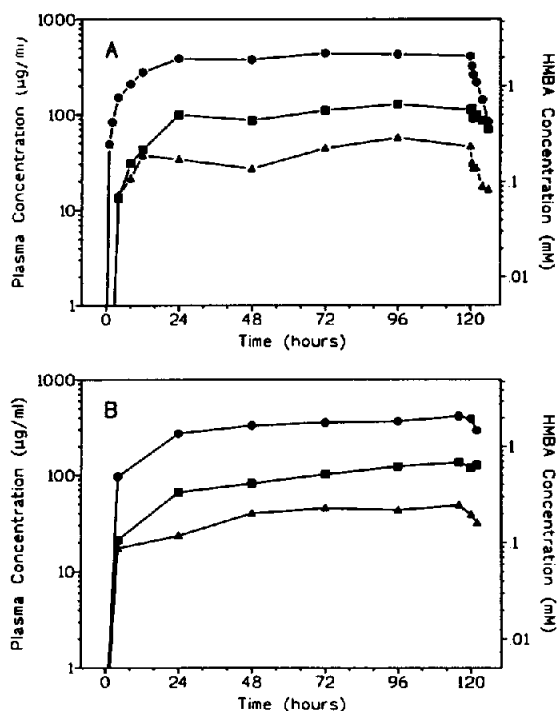 A
1000
100
10
1
Plasma Concentration (µg/ml)
1
.1
.01
HMBA Concentration (mM)
0 24 48 72 96 120
Time (hours)
B
1000
100
10
1
Plasma Concentration (µg/ml)
1
.1
.01
HMBA Concentration (mM)
0 24 48 72 96 120
Time (hours)